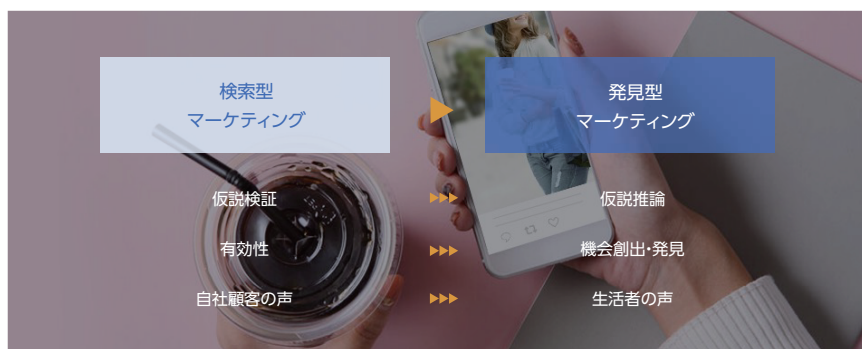 検索型
マーケティング
発見型
マーケティング
仮説検証
仮説推論
有効性
機会創出・発見
自社顧客の声
生活者の声